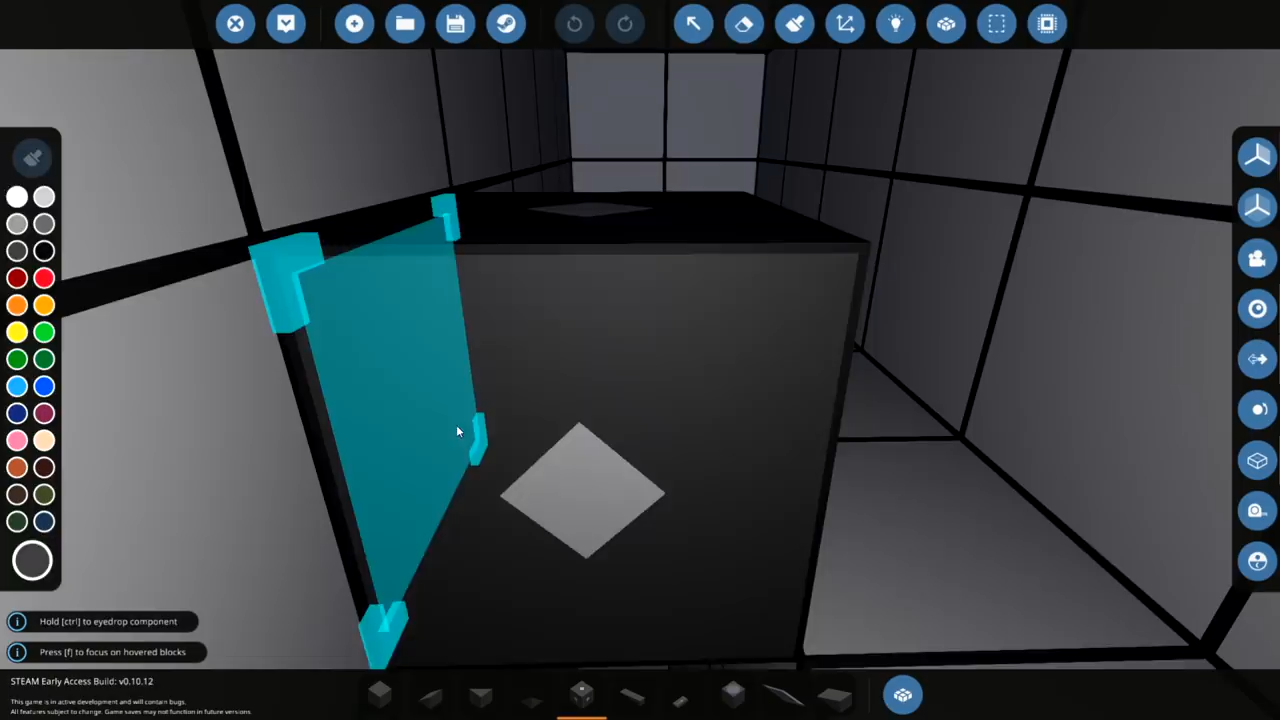 Hold [ctrl] to eyedrop component
Press [f] to focus on hovered blocks
STEAM Early Access Build: v0.10.12
This game is in active development and will contain bugs.
All features subject to change. Game saves may not function in future versions